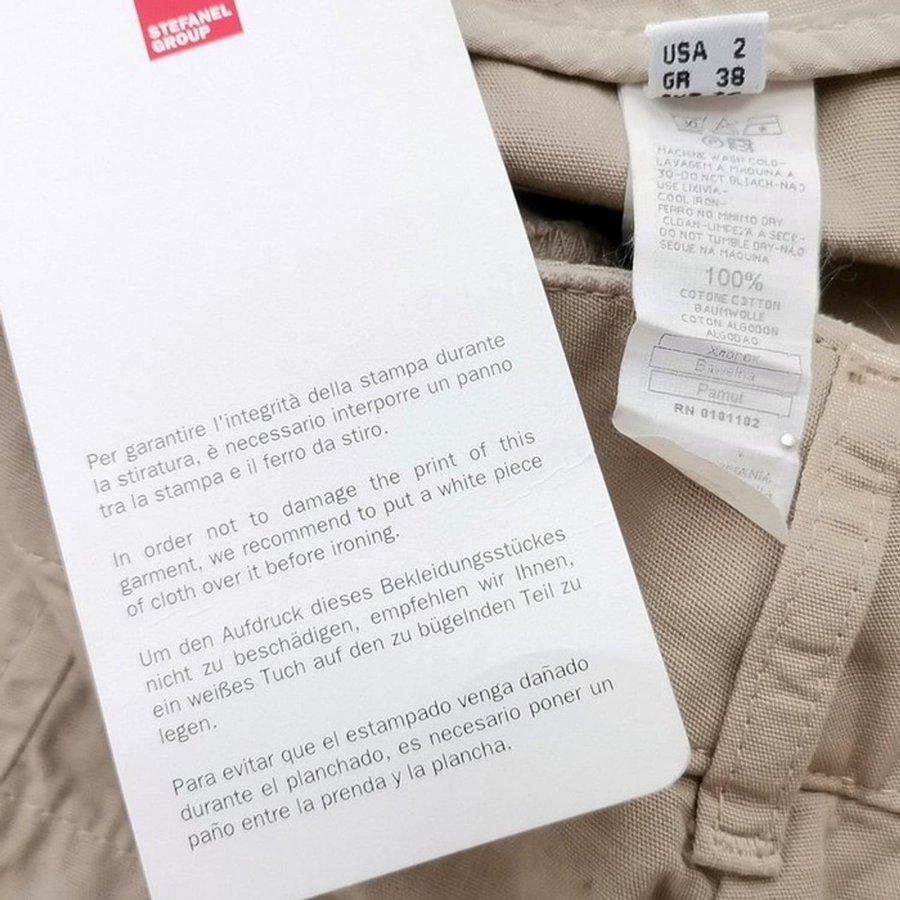 STEFANEL
GROUP
Per garantire l'integrità della stampa durante
la stiratura, è necessario interporre un panno
tra la stampa e il ferro da stiro.
In order not to damage the print of this
garment, we recommend to put a white piece
of cloth over it before ironing.
Um den Aufdruck dieses Bekleidungsstückes
nicht zu beschädigen, empfehlen wir Ihnen,
ein weißes Tuch auf den zu bügelnden Teil zu
legen.
Para evitar que el estampado venga dañado
durante el planchado, es necesario poner un
paño entre la prenda y la plancha.
USA 2
GR 38
MACHINE WASH COLD-
LAVAGEM A MAQUINA A
30-DO NOT BLEACH-NAO
USE LIXIVIA-
COOL IRON-
FERRO NO MINIMO DRY
CLEAN-LIMPEZA A SECO-
DO NOT TUMBLE DRY-NAO
SEQUE NA MAQUINA
100%
COTONE COTTON
BAUMWOLLE
COTON ALGODON
ALGODAO
Хлопок
Bawełna
Pamut
RN 0101102